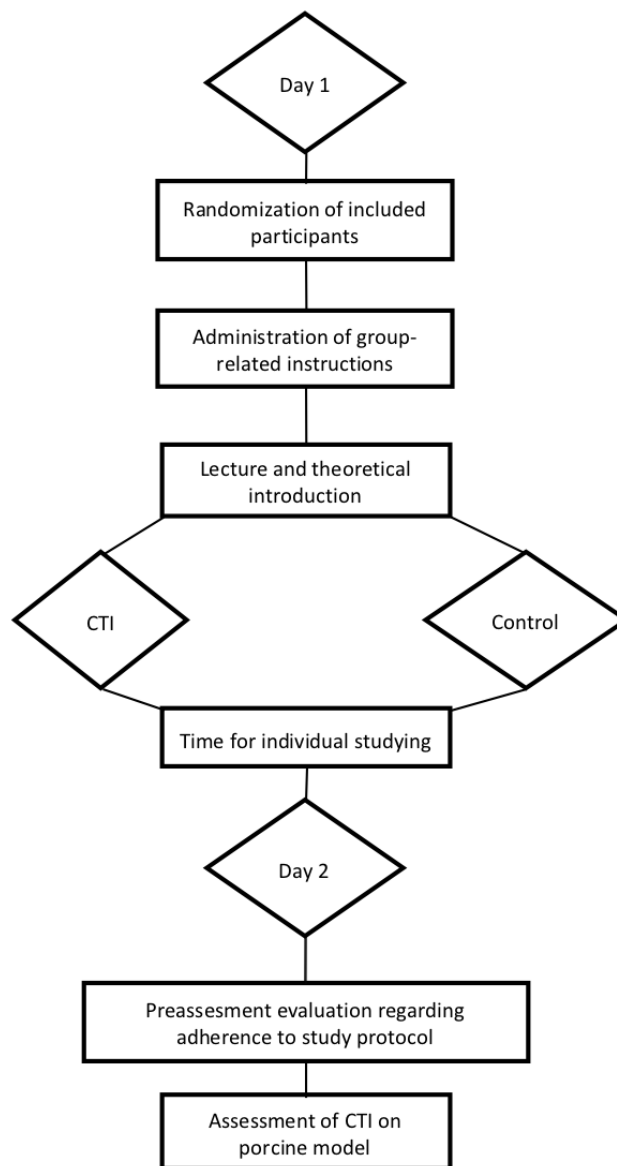 Day 1
Randomization of included
participants
Administration of group-
related instructions
Lecture and theoretical
introduction
CTI
Control
Time for individual studying
Day 2
Preassesment evaluation regarding
adherence to study protocol
Assessment of CTI on
porcine model